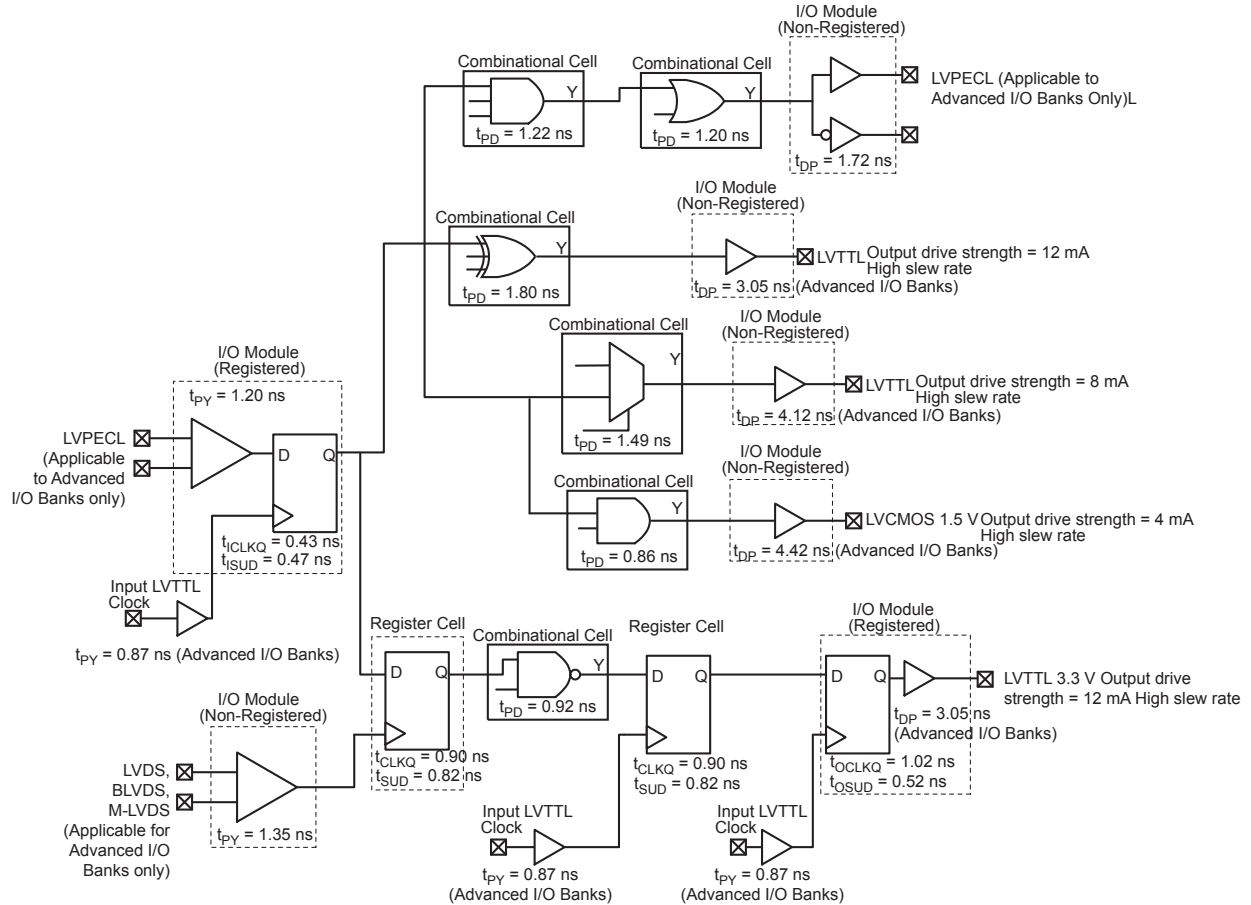 I/O Module
(Non-Registered)
Combinational Cell
Y
tPD = 1.22 ns
Combinational Cell
Y
tPD = 1.20 ns
tDP = 1.72 ns
LVPECL (Applicable to
Advanced I/O Banks Only)L
Combinational Cell
Y
tPD = 1.80 ns
I/O Module
(Non-Registered)
tDP = 3.05 ns (Advanced I/O Banks)
LVTTL Output drive strength = 12 mA
High slew rate
Combinational Cell
Y
tPD = 1.49 ns
I/O Module
(Non-Registered)
tDP = 4.12 ns (Advanced I/O Banks)
LVTTL Output drive strength = 8 mA
High slew rate
Combinational Cell
Y
tPD = 0.86 ns
I/O Module
(Non-Registered)
tDP = 4.42 ns (Advanced I/O Banks)
LVCMOS 1.5 V Output drive strength = 4 mA
High slew rate
I/O Module
(Registered)
tPY = 1.20 ns
LVPECL
(Applicable
to Advanced
I/O Banks only)
D
Q
tICLKQ = 0.43 ns
tISUD = 0.47 ns
Input LVTTL
Clock
tPY = 0.87 ns (Advanced I/O Banks)
I/O Module
(Non-Registered)
LVDS,
BLVDS,
M-LVDS
(Applicable for
Advanced I/O
Banks only)
tPY = 1.35 ns
Register Cell
D
Q
tCLKQ = 0.90 ns
tSUD = 0.82 ns
Combinational Cell
Y
tPD = 0.92 ns
Register Cell
D
Q
tCLKQ = 0.90 ns
tSUD = 0.82 ns
Input LVTTL
Clock
tPY = 0.87 ns
(Advanced I/O Banks)
I/O Module
(Registered)
D
Q
tDP = 3.05 ns
(Advanced I/O Banks)
tOCLKQ = 1.02 ns
tOSUD = 0.52 ns
LVTTL 3.3 V Output drive
strength = 12 mA High slew rate
Input LVTTL
Clock
tPY = 0.87 ns
(Advanced I/O Banks)